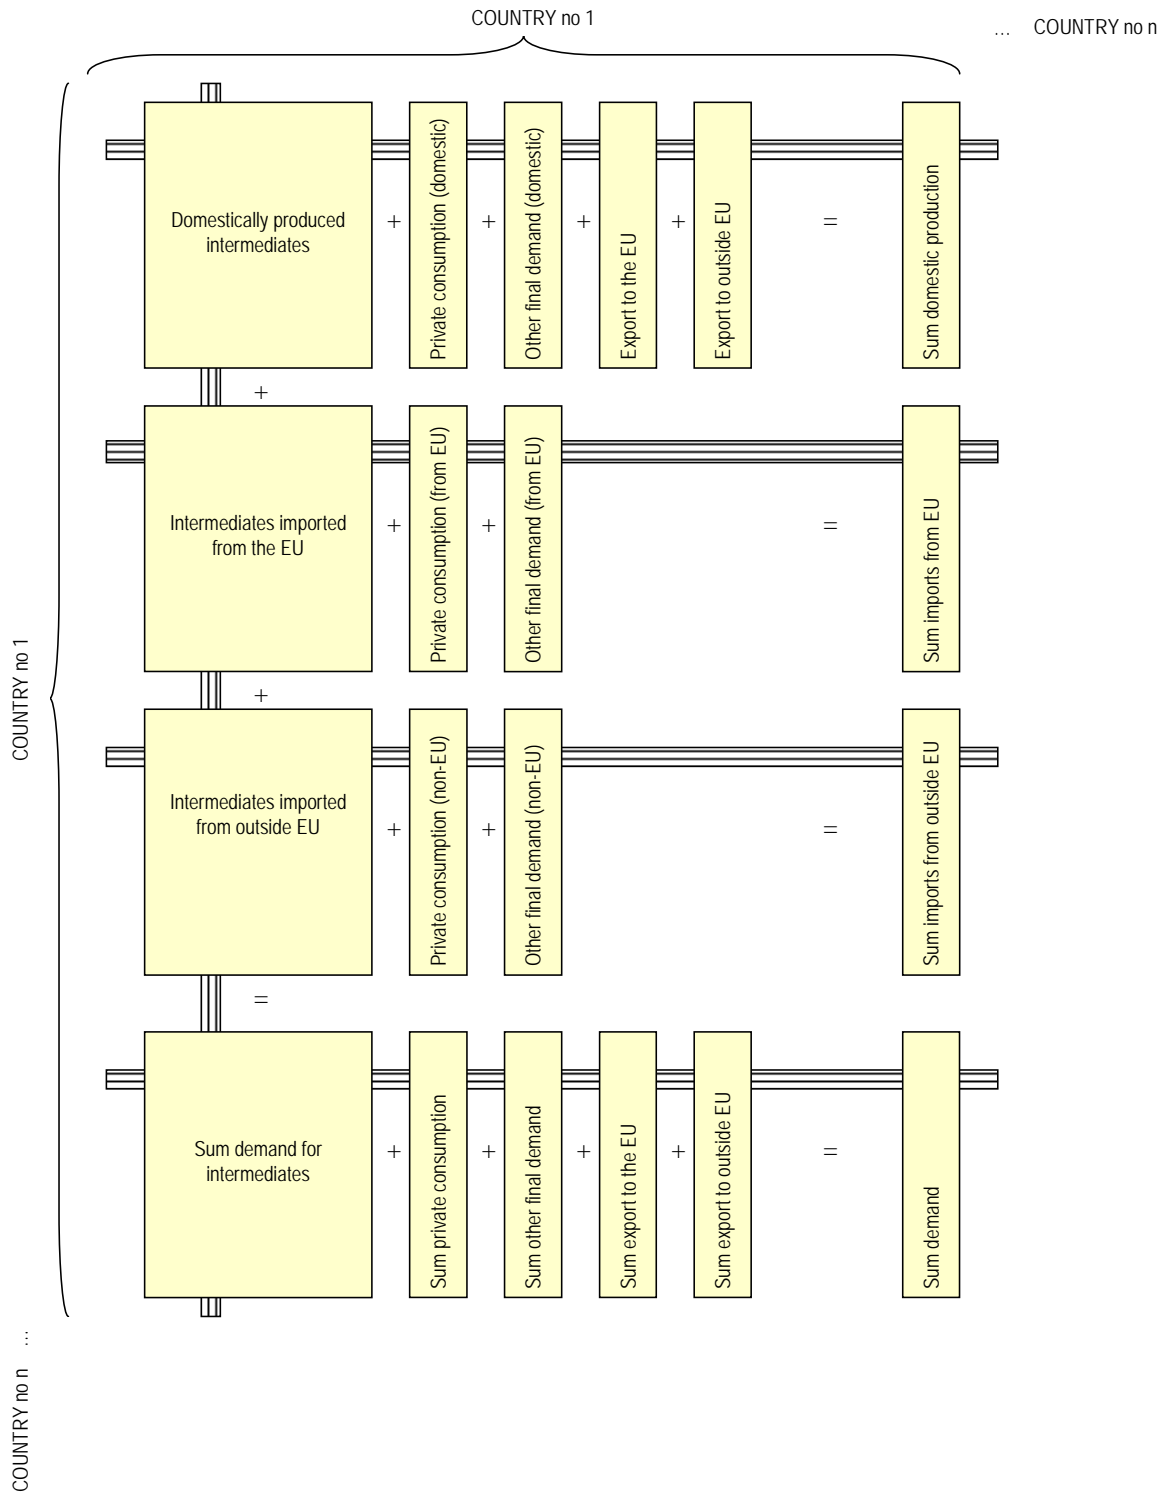 COUNTRY no 1
... COUNTRY no n
COUNTRY no 1
Domestically produced
intermediates
+
Private consumption (domestic)
+
Other final demand (domestic)
+
Export to the EU
+
Export to outside EU
=
Sum domestic production
+
Intermediates imported
from the EU
+
Private consumption (from EU)
+
Other final demand (from EU)
=
Sum imports from EU
+
Intermediates imported
from outside EU
+
Private consumption (non-EU)
+
Other final demand (non-EU)
=
Sum imports from outside EU
=
Sum demand for
intermediates
+
Sum private consumption
+
Sum other final demand
+
Sum export to the EU
+
Sum export to outside EU
=
Sum demand
COUNTRY no n ...